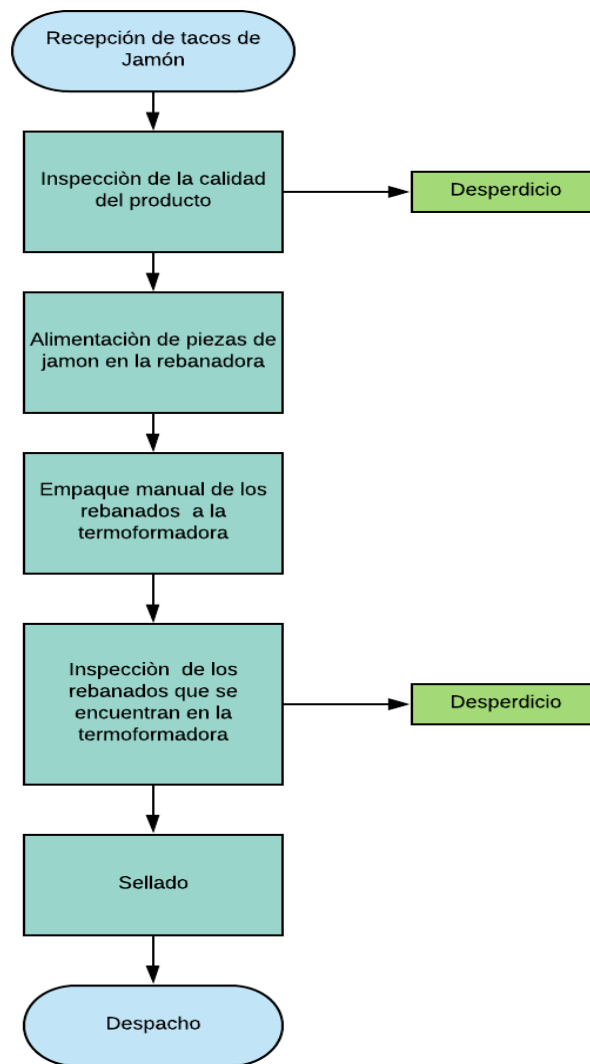 Recepción de tacos de
Jamón
Inspecciòn de la calidad
del producto
Desperdicio
Alimentaciòn de piezas de
jamon en la rebanadora
Empaque manual de los
rebanados a la
termoformadora
Inspecciòn de los
rebanados que se
encuentran en la
termoformadora
Desperdicio
Sellado
Despacho